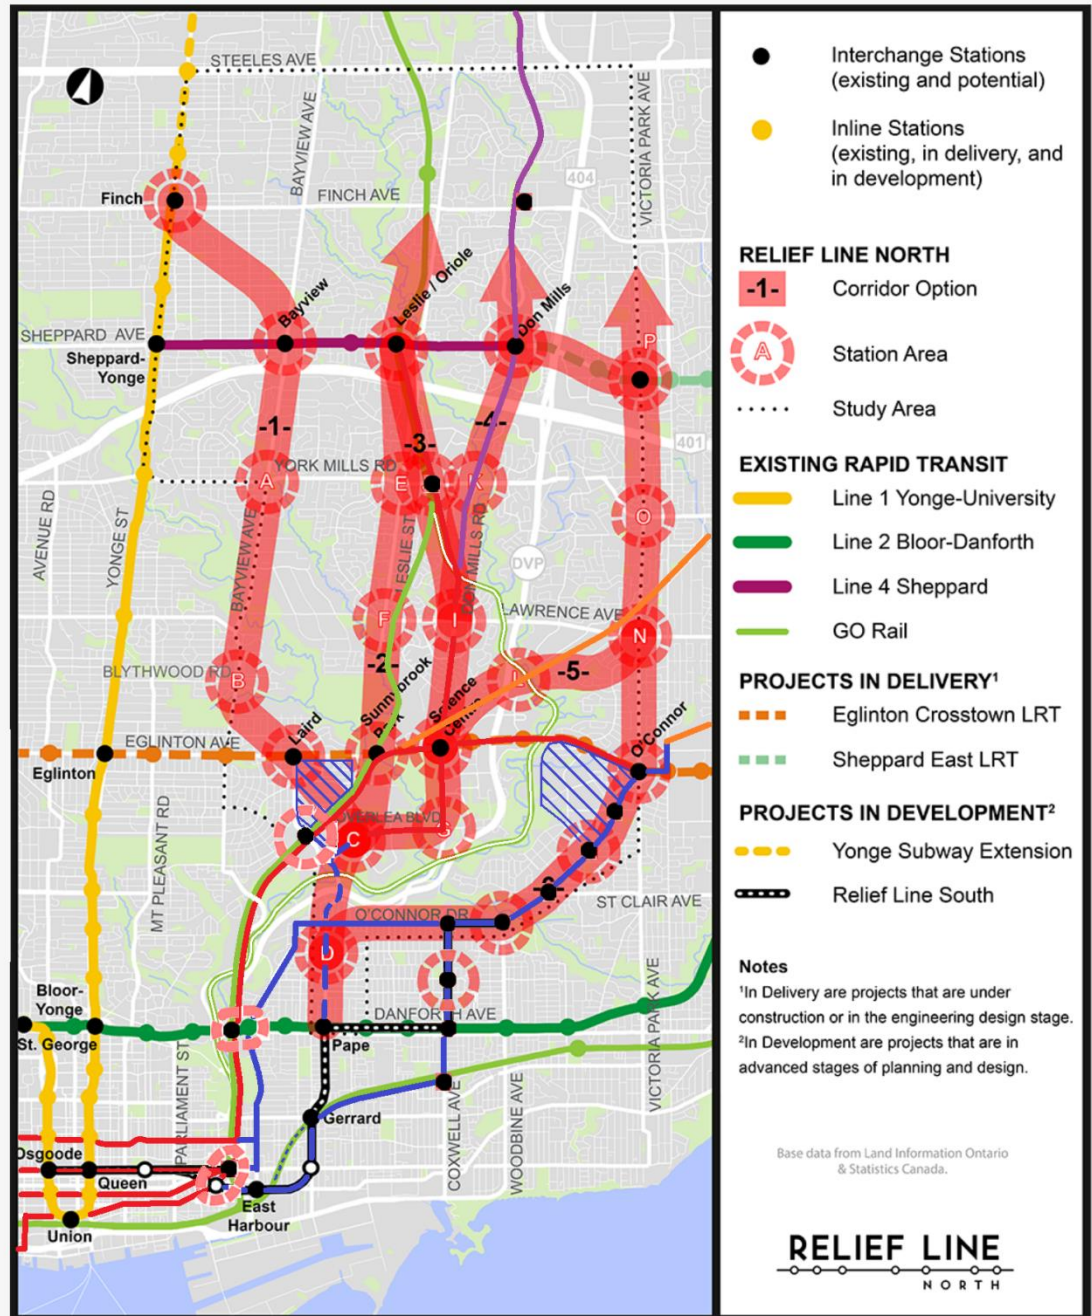 STEELES AVE
VICTORIA PARK AVE
BAYVIEW AVE
404
Finch
FINCH AVE
Leslie / Oriole
Bayview
Don Mills
SHEPPARD AVE
Sheppard-
Yonge
P
-1-
-3-
-4-
401
YORK MILLS RD
A
E
K
O
AVENUE RD
YONGE ST
BAYVIEW AVE
LESLIE ST
DON MILLS RD
DVP
LAWRENCE AVE
F
I
N
BLYTHWOOD RD
B
-2-
L
-5-
Sunnybrook
Park
Science
Centre
Laird
O'Connor
EGLINTON AVE
Eglinton
MT PLEASANT RD
OVERLEA BLVD
C
G
ST CLAIR AVE
O'CONNOR DR
D
VICTORIA PARK AVE
Bloor-
Yonge
DANFORTH AVE
St. George
Pape
PARLIAMENT ST
COXWELL AVE
WOODBINE AVE
Gerrard
Osgoode
Queen
East
Harbour
Union
Interchange Stations
(existing and potential)
Inline Stations
(existing, in delivery, and
in development)
RELIEF LINE NORTH
-1- Corridor Option
A Station Area
Study Area
EXISTING RAPID TRANSIT
Line 1 Yonge-University
Line 2 Bloor-Danforth
Line 4 Sheppard
GO Rail
PROJECTS IN DELIVERY¹
Eglinton Crosstown LRT
Sheppard East LRT
PROJECTS IN DEVELOPMENT²
Yonge Subway Extension
Relief Line South
Notes
¹In Delivery are projects that are under
construction or in the engineering design stage.
²In Development are projects that are in
advanced stages of planning and design.
Base data from Land Information Ontario
& Statistics Canada.
RELIEF LINE
NORTH